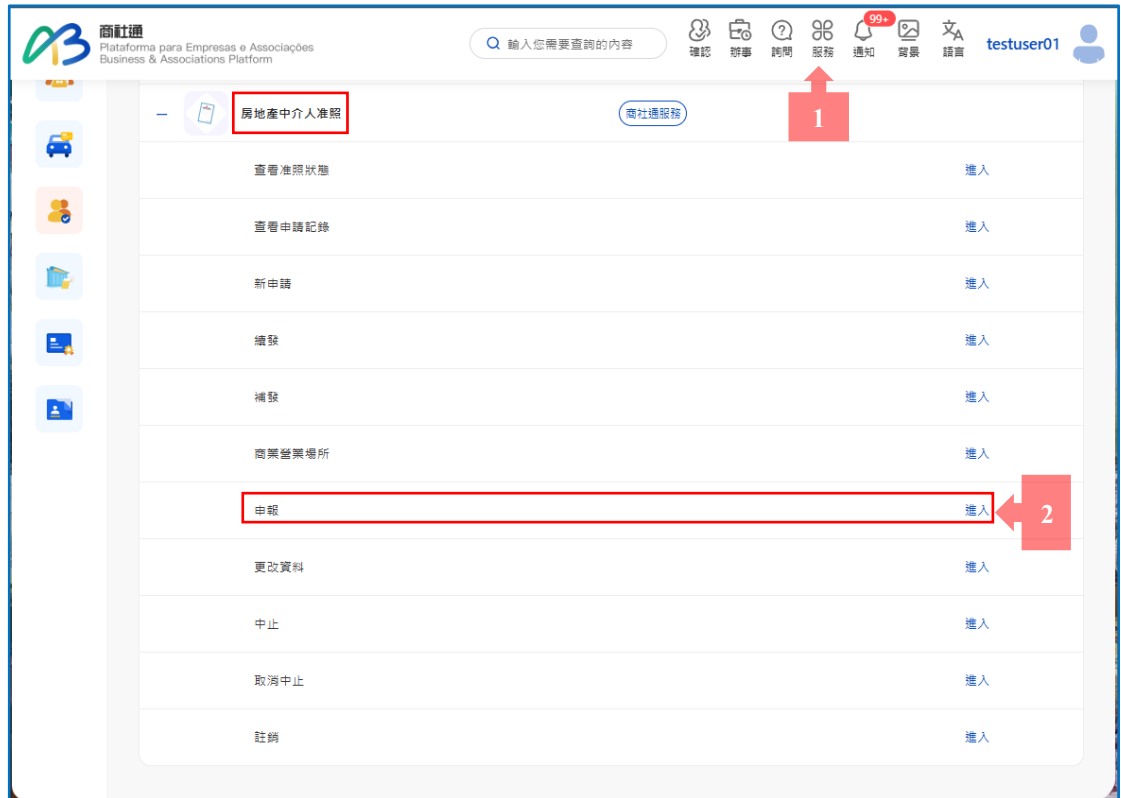 商社通
Plataforma para Empresas e Associações
Business & Associations Platform
輸入您需要查詢的內容
確認
辦事
詢問
服務
99+
通知
背景
語言
testuser01
1
房地產中介人准照
商社通服務
查看准照狀態 進入
查看申請記錄 進入
新申請 進入
續發 進入
補發 進入
商業營業場所 進入
申報 進入
2
更改資料 進入
中止 進入
取消中止 進入
註銷 進入